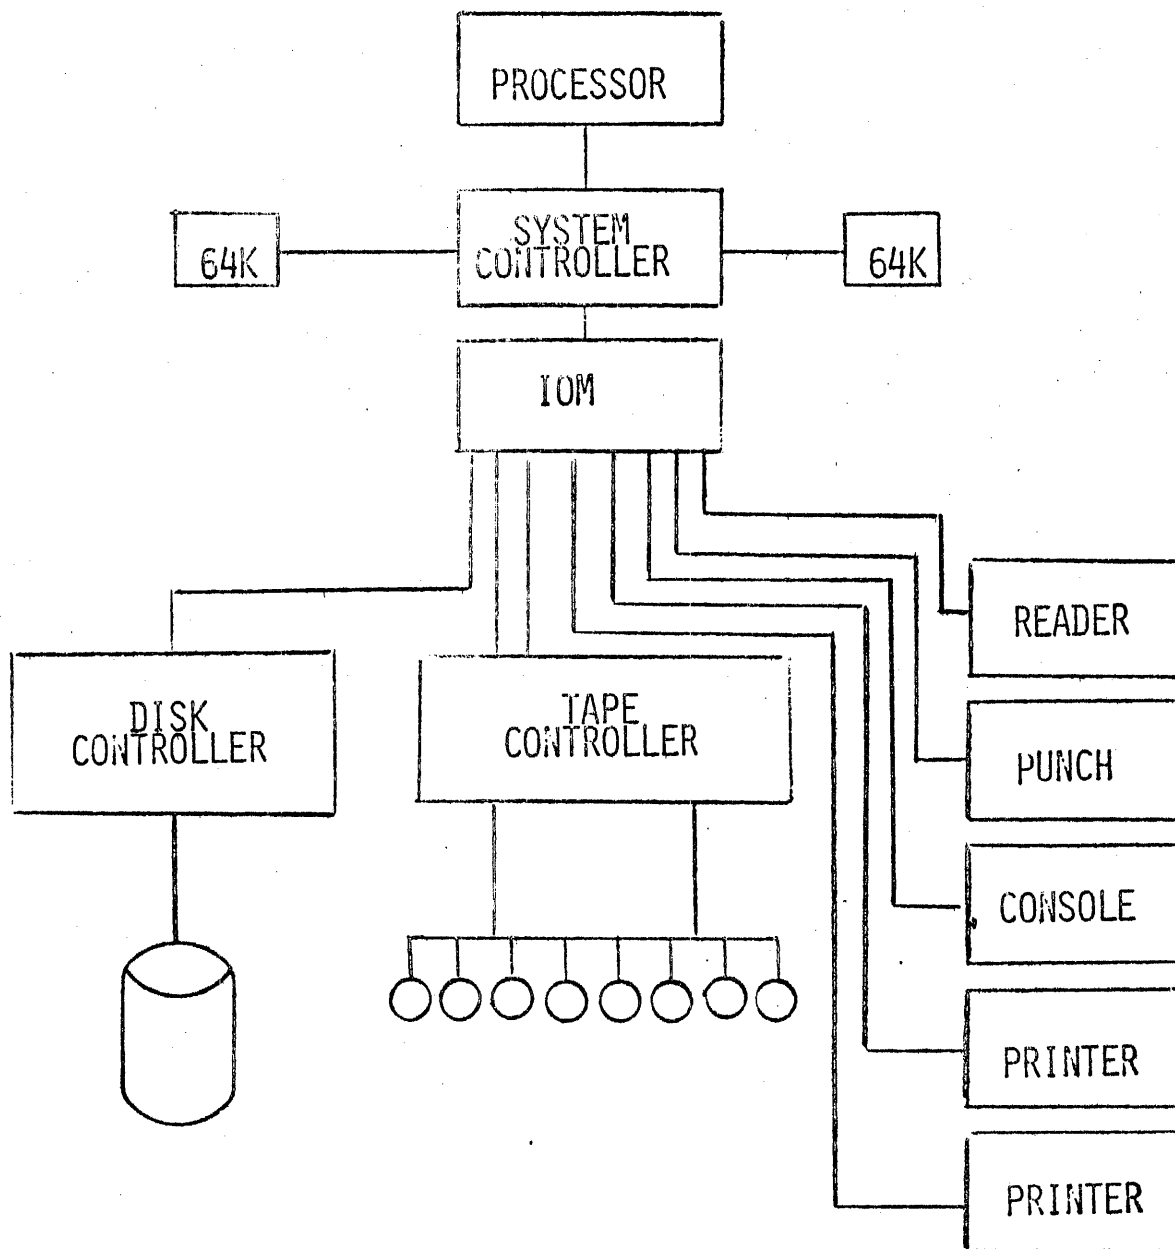 PROCESSOR
SYSTEM
CONTROLLER
64K
64K
IOM
READER
DISK
CONTROLLER
TAPE
CONTROLLER
PUNCH
CONSOLE
PRINTER
PRINTER